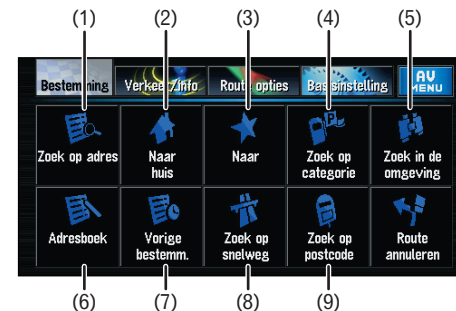 (1) (2) (3) (4) (5)
Bestemming Verkeer/info Route opties Basisinstelling AV MENU
Zoek op adres Naar huis Naar Zoek op categorie Zoek in de omgeving
Adresboek Vorige bestemm. Zoek op snelweg Zoek op postcode Route annuleren
(6) (7) (8) (9)